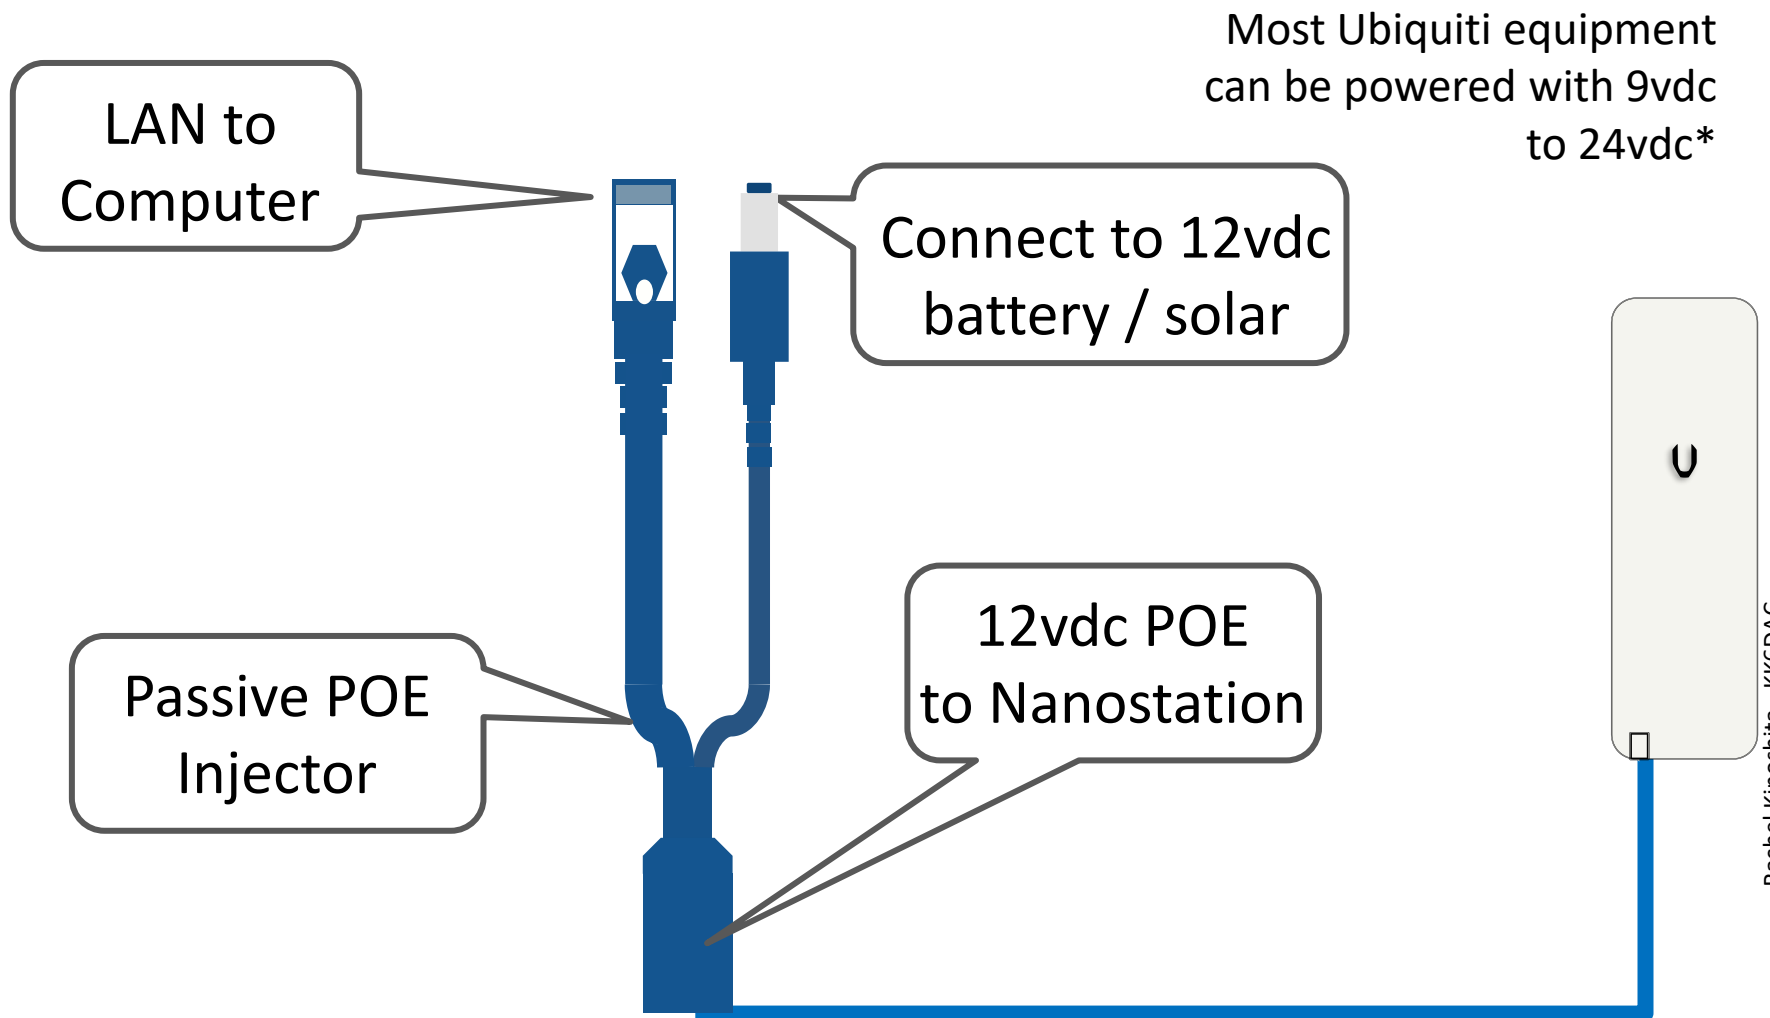 Most Ubiquiti equipment
can be powered with 9vdc
to 24vdc*
LAN to
Computer
Connect to 12vdc
battery / solar
12vdc POE
to Nanostation
Passive POE
Injector